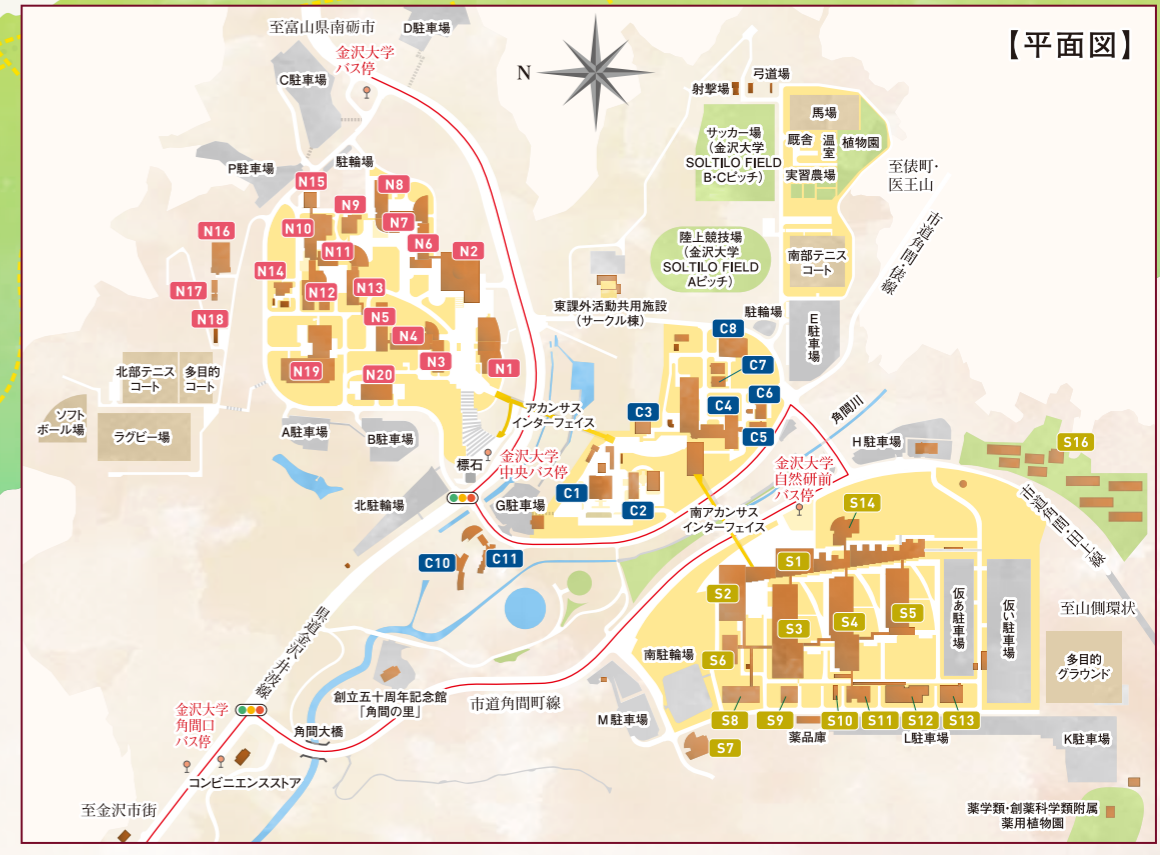 【平面図】
至富山県南砺市
D駐車場
金沢大学
バス停
C駐車場
N
射撃場
弓道場
馬場
サッカー場
(金沢大学
SOLTILO FIELD
B・Cピッチ)
厩舎
温室
植物園
実習農場
至俵町・
医王山
市道角間・俵線
P駐車場
駐輪場
N15
N8
N9
N7
N16
N10
N6
N2
N11
N14
N17
N12
N13
N18
N5
N4
N3
N1
N19
N20
陸上競技場
(金沢大学
SOLTILO FIELD
Aピッチ)
南部テニス
コート
東課外活動共用施設
(サークル棟)
駐輪場
E駐車場
C8
C7
C6
C4
C3
C5
北部テニス
コート
多目的
コート
ソフト
ボール場
ラグビー場
A駐車場
B駐車場
アカンサス
インターフェイス
角間川
H駐車場
S16
標石
金沢大学
中央バス停
金沢大学
自然研前
バス停
北駐輪場
G駐車場
C1
C2
南アカンサス
インターフェイス
S14
市道角間・田上線
C10
C11
S1
S2
S3
S4
S5
仮あ駐車場
仮い駐車場
至山側環状
県道金沢・井波線
南駐輪場
S6
多目的
グラウンド
創立五十周年記念館
「角間の里」
市道角間町線
M駐車場
S8
S9
S10
S11
S12
S13
薬品庫
L駐車場
K駐車場
S7
金沢大学
角間口
バス停
角間大橋
コンビニエンスストア
至金沢市街
薬学類・創薬科学類附属
薬用植物園